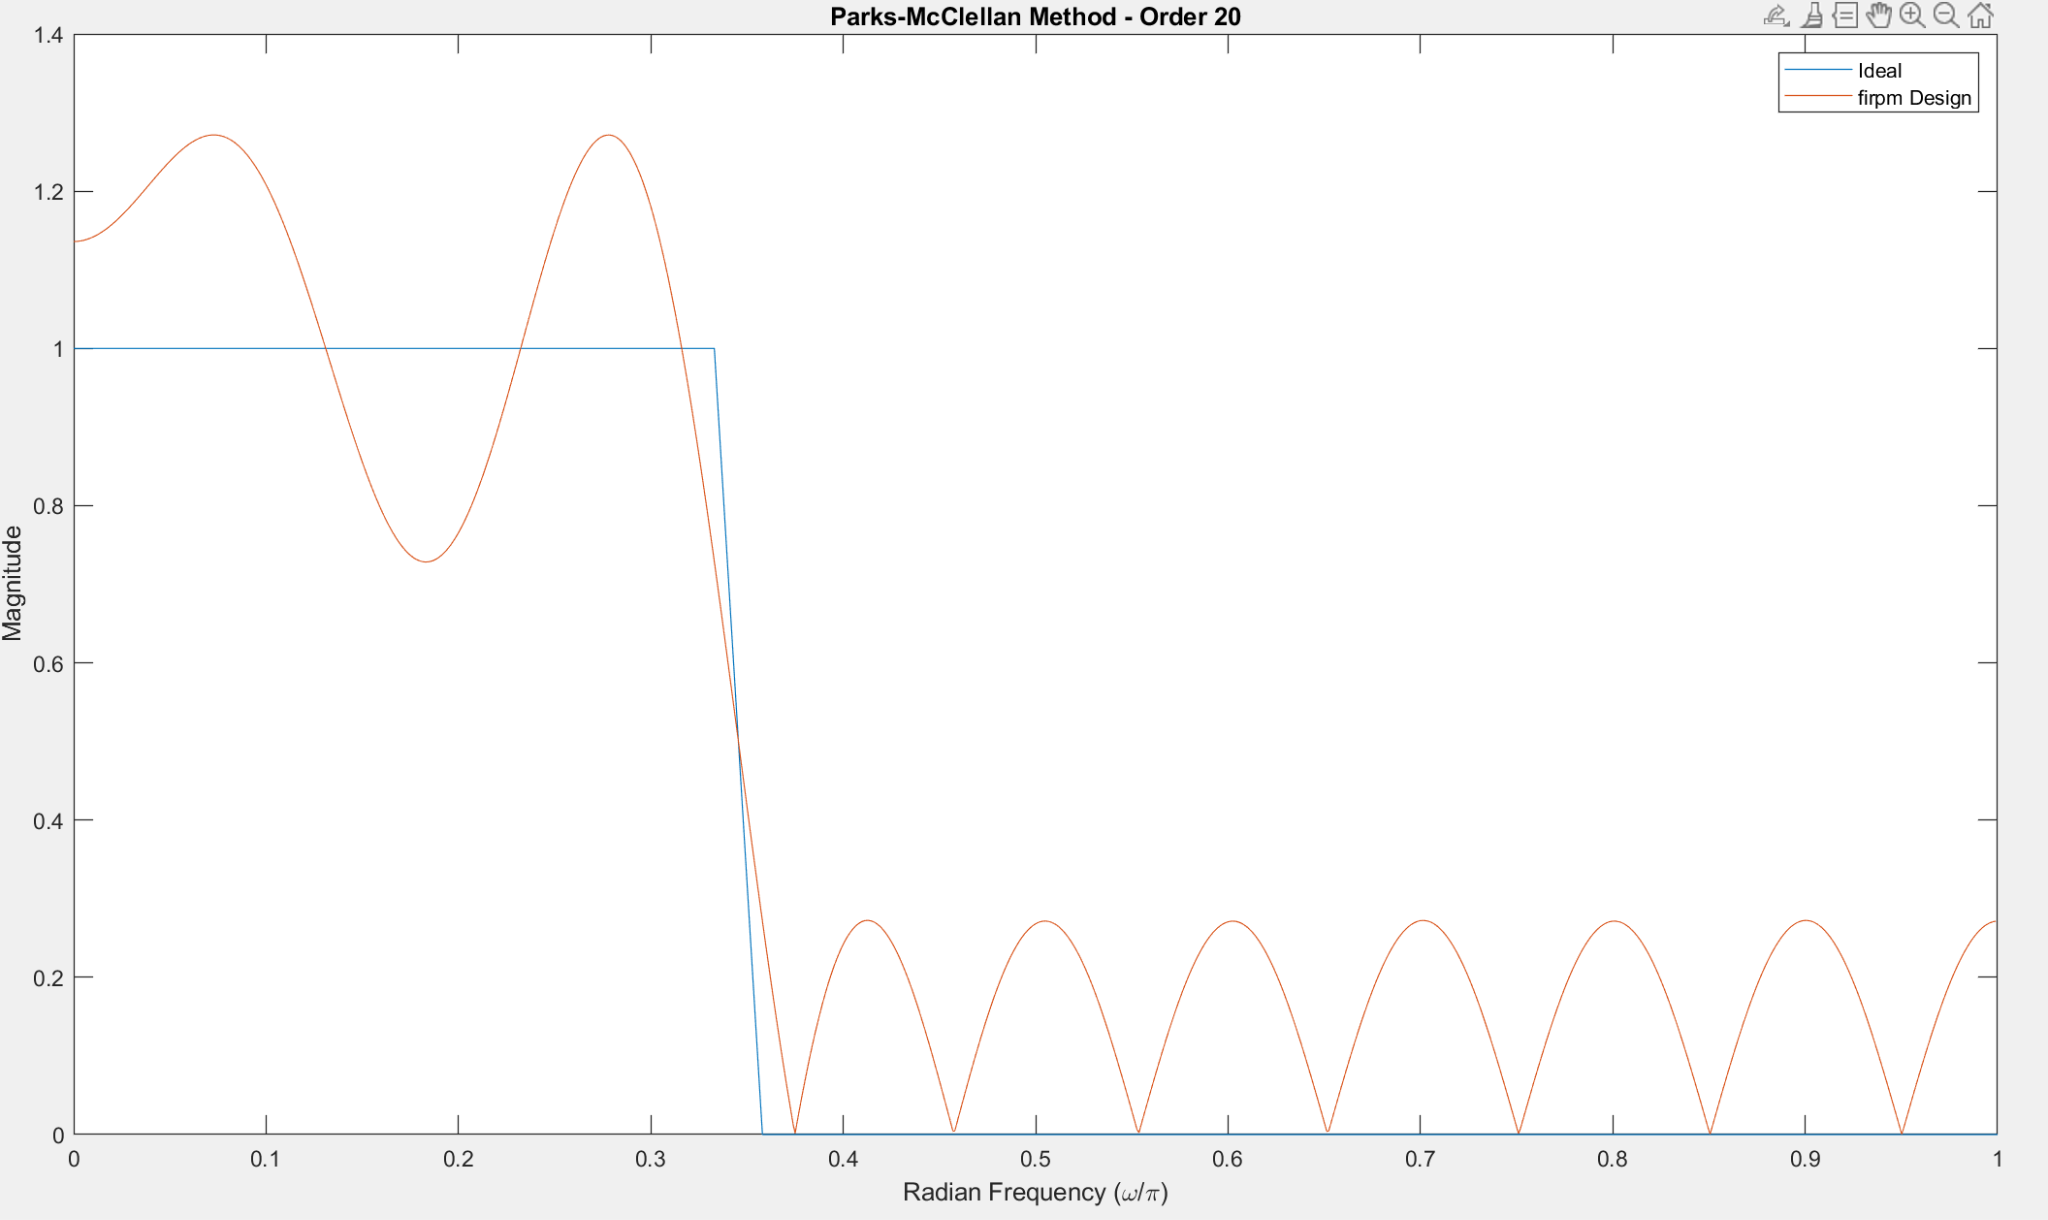 Parks-McClellan Method - Order 20
Ideal
firpm Design
Magnitude
1.4
1.2
1
0.8
0.6
0.4
0.2
0
0 0.1 0.2 0.3 0.4 0.5 0.6 0.7 0.8 0.9 1
Radian Frequency (ω/π)